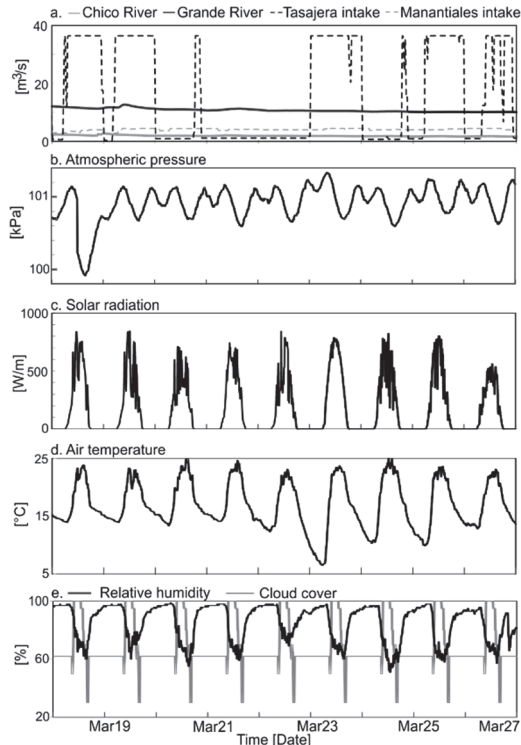 a. Chico River Grande River Tasajera intake Manantiales intake
40
20
0
[m³/s]
b. Atmospheric pressure
101
100
[kPa]
c. Solar radiation
1000
500
0
[W/m]
d. Air temperature
25
15
5
[°C]
e. Relative humidity Cloud cover
100
60
20
[%]
Mar19 Mar21 Mar23 Mar25 Mar27
Time [Date]